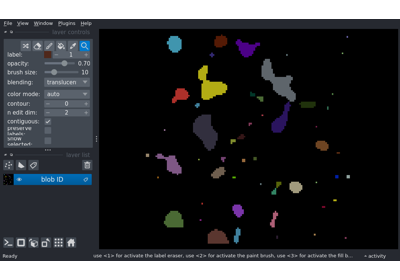 File View Window Plugins Help
layer controls
label: 1
opacity: 0.70
brush size: 10
blending: translucen
color mode: auto
contour: 0
n edit dim: 2
contiguous:
preserve
labels:
show
selected:
layer list
blob ID
Ready
use <1> for activate the label eraser, use <2> for activate the paint brush, use <3> for activate the fill b...
activity